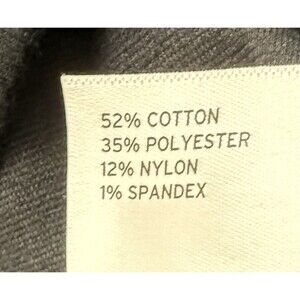 52% COTTON
35% POLYESTER
12% NYLON
1% SPANDEX